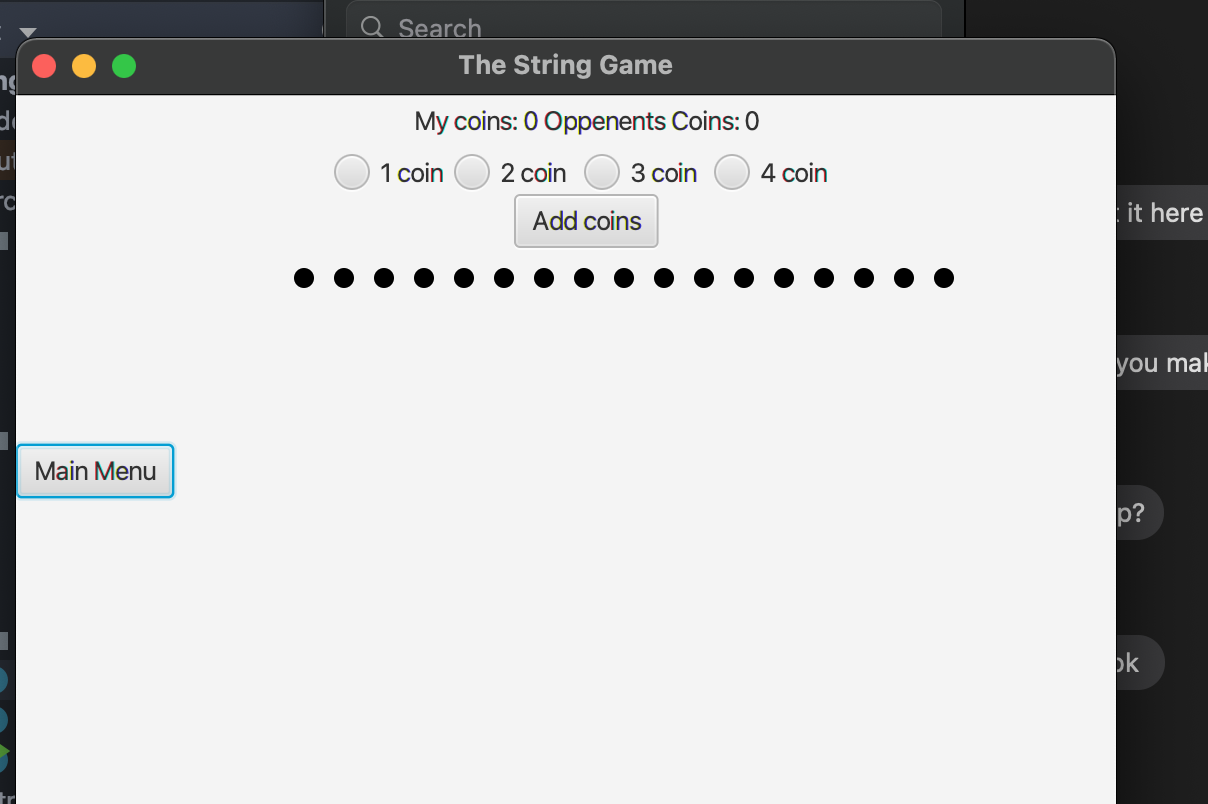 Search
The String Game
My coins: 0 Oppenents Coins: 0
1 coin 2 coin 3 coin 4 coin
Add coins
it here
you
Main Menu
p?
ok